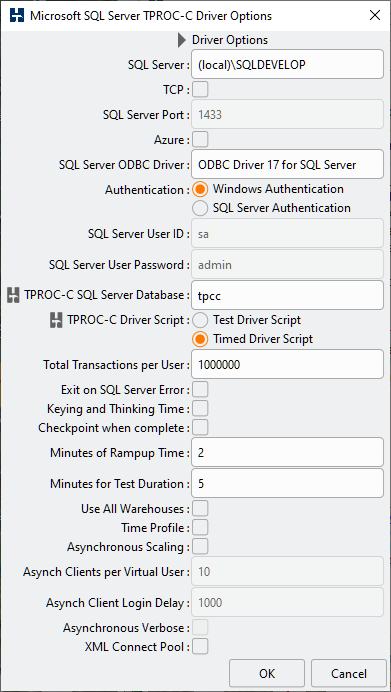 Microsoft SQL Server TPROC-C Driver Options
Driver Options
SQL Server : (local)\SQLDEVELOP
TCP :
SQL Server Port : 1433
Azure :
SQL Server ODBC Driver : ODBC Driver 17 for SQL Server
Authentication : Windows Authentication
SQL Server Authentication
SQL Server User ID : sa
SQL Server User Password : admin
TPROC-C SQL Server Database : tpcc
TPROC-C Driver Script : Test Driver Script
Timed Driver Script
Total Transactions per User : 1000000
Exit on SQL Server Error :
Keying and Thinking Time :
Checkpoint when complete :
Minutes of Rampup Time : 2
Minutes for Test Duration : 5
Use All Warehouses :
Time Profile :
Asynchronous Scaling :
Asynch Clients per Virtual User : 10
Asynch Client Login Delay : 1000
Asynchronous Verbose :
XML Connect Pool :
OK Cancel